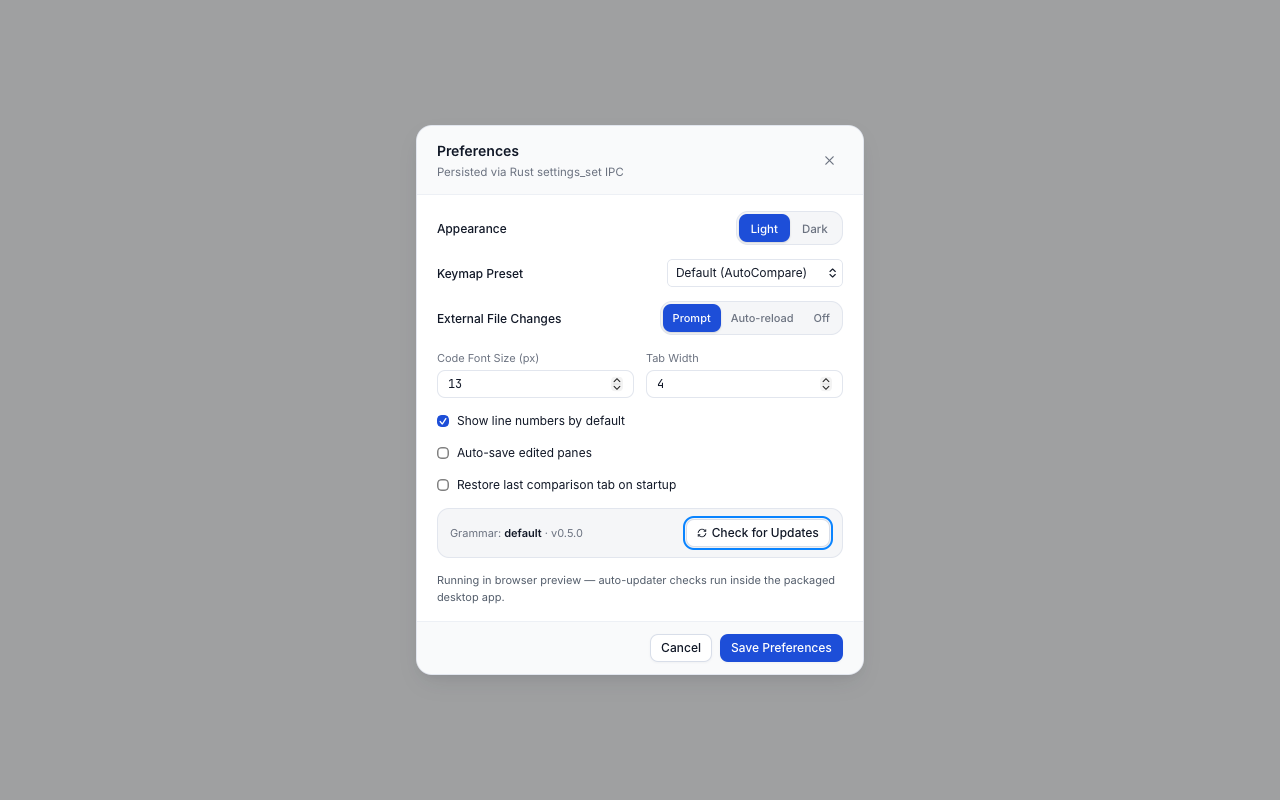 Preferences
Persisted via Rust settings_set IPC
Appearance
Light Dark
Keymap Preset
Default (AutoCompare)
External File Changes
Prompt Auto-reload Off
Code Font Size (px) Tab Width
13 4
Show line numbers by default
Auto-save edited panes
Restore last comparison tab on startup
Grammar: default · v0.5.0 Check for Updates
Running in browser preview — auto-updater checks run inside the packaged
desktop app.
Cancel Save Preferences